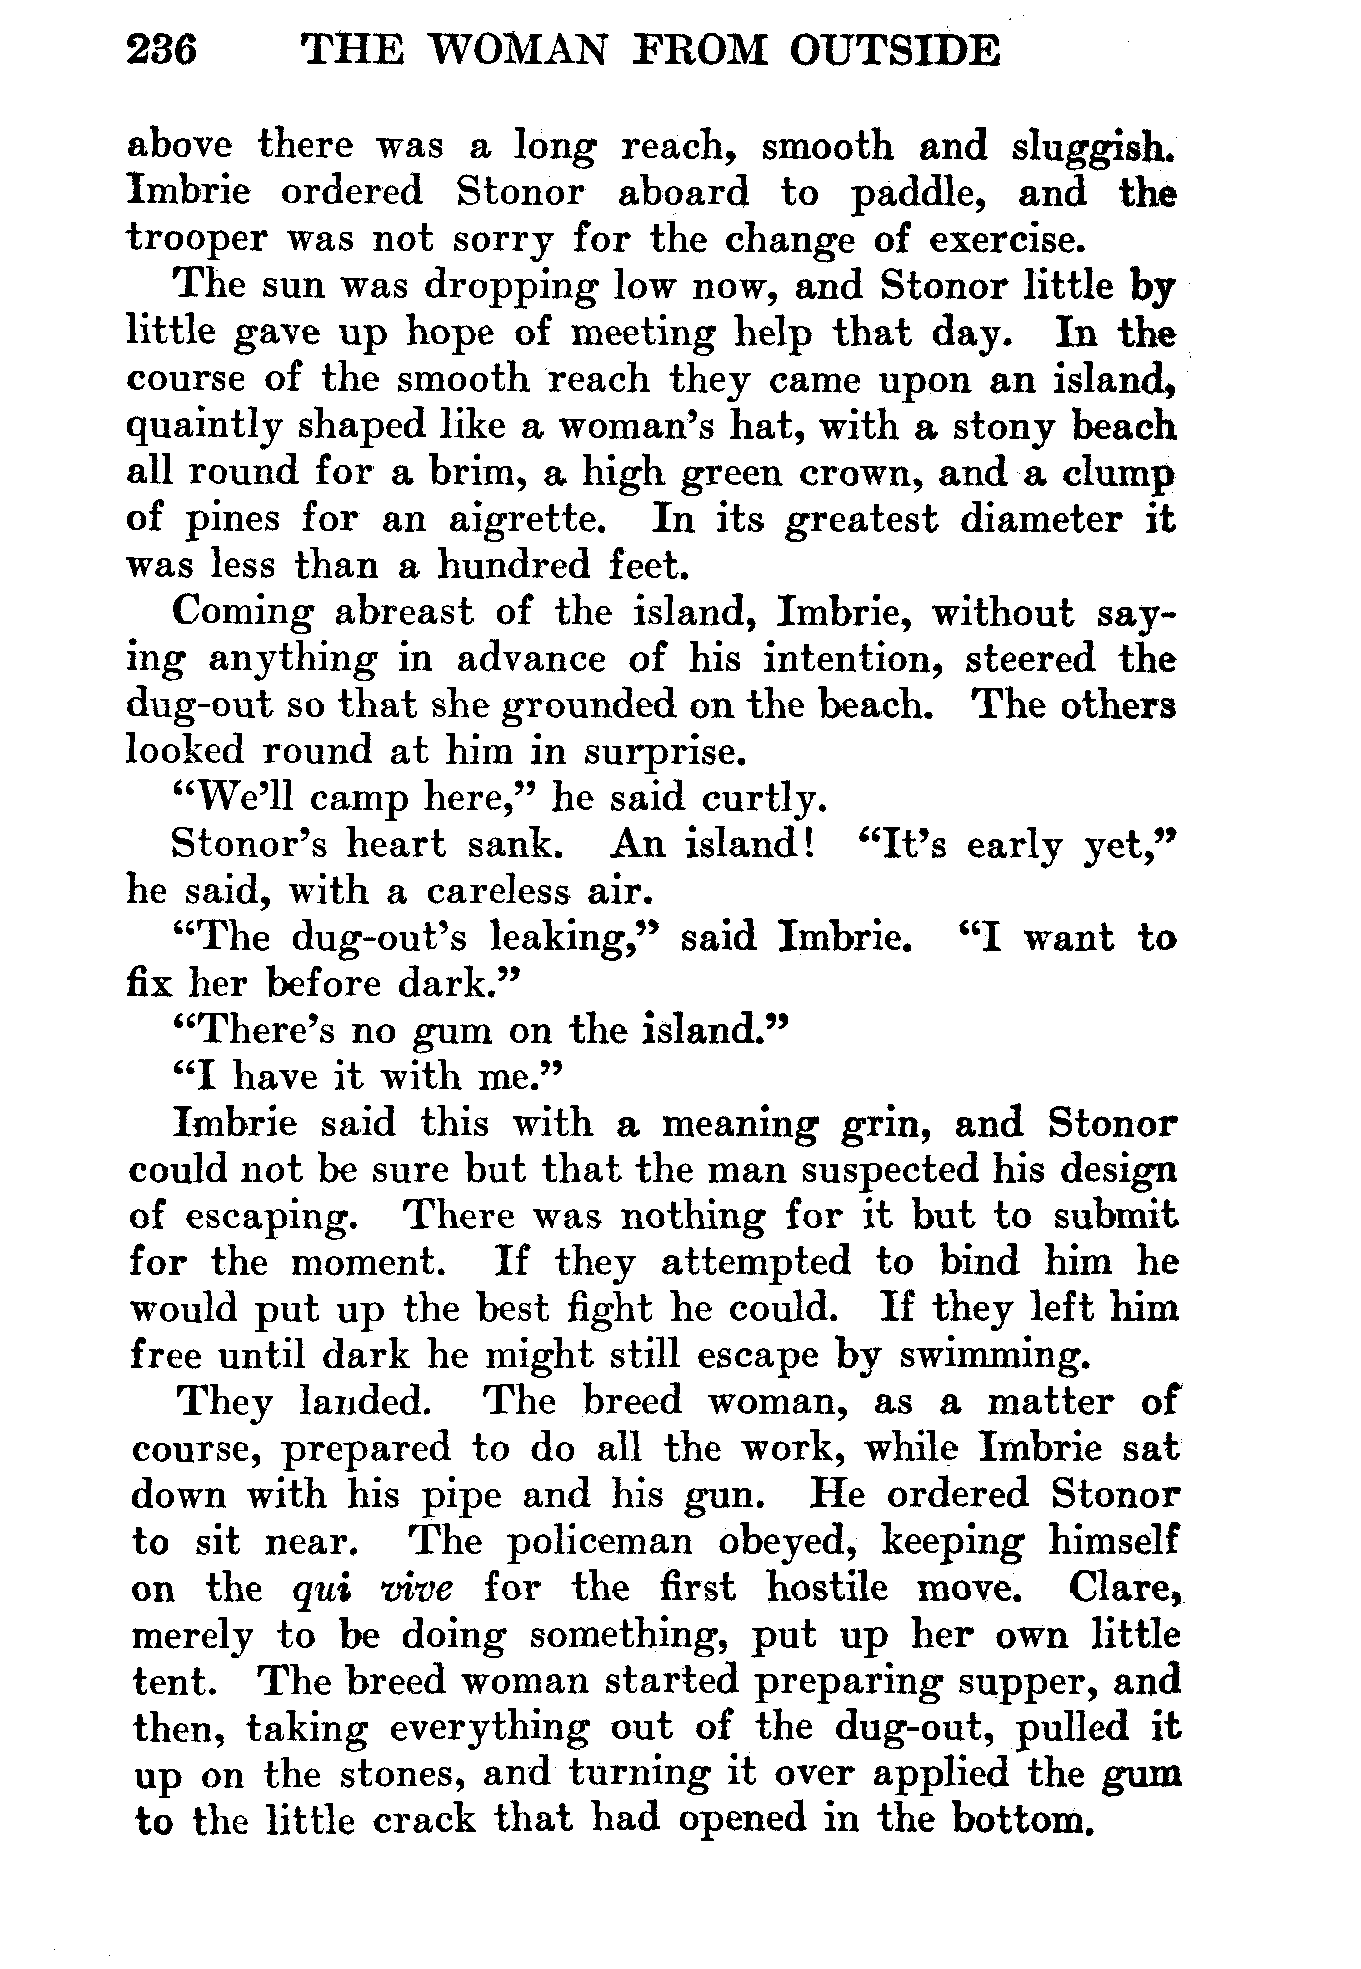 236 THE WOMAN FROM OUTSIDE
above there was a long reach, smooth and sluggish.
Imbrie ordered Stonor aboard to paddle, and the
trooper was not sorry for the change of exercise.
The sun was dropping low now, and Stonor little by
little gave up hope of meeting help that day. In the
course of the smooth reach they came upon an island,
quaintly shaped like a woman's hat, with a stony beach
all round for a brim, a high green crown, and a clump
of pines for an aigrette. In its greatest diameter it
was less than a hundred feet.
Coming abreast of the island, Imbrie, without say-
ing anything in advance of his intention, steered the
dug-out so that she grounded on the beach. The others
looked round at him in surprise.
“We'll camp here,” he said curtly.
Stonor's heart sank. An island! “It's early yet,”
he said, with a careless air.
“The dug-out's leaking,” said Imbrie. “I want to
fix her before dark.”
“There's no gum on the island.”
“I have it with me.”
Imbrie said this with a meaning grin, and Stonor
could not be sure but that the man suspected his design
of escaping. There was nothing for it but to submit
for the moment. If they attempted to bind him he
would put up the best fight he could. If they left him
free until dark he might still escape by swimming.
They landed. The breed woman, as a matter of
course, prepared to do all the work, while Imbrie sat
down with his pipe and his gun. He ordered Stonor
to sit near. The policeman obeyed, keeping himself
on the qui vive for the first hostile move. Clare,
merely to be doing something, put up her own little
tent. The breed woman started preparing supper, and
then, taking everything out of the dug-out, pulled it
up on the stones, and turning it over applied the gum
to the little crack that had opened in the bottom.